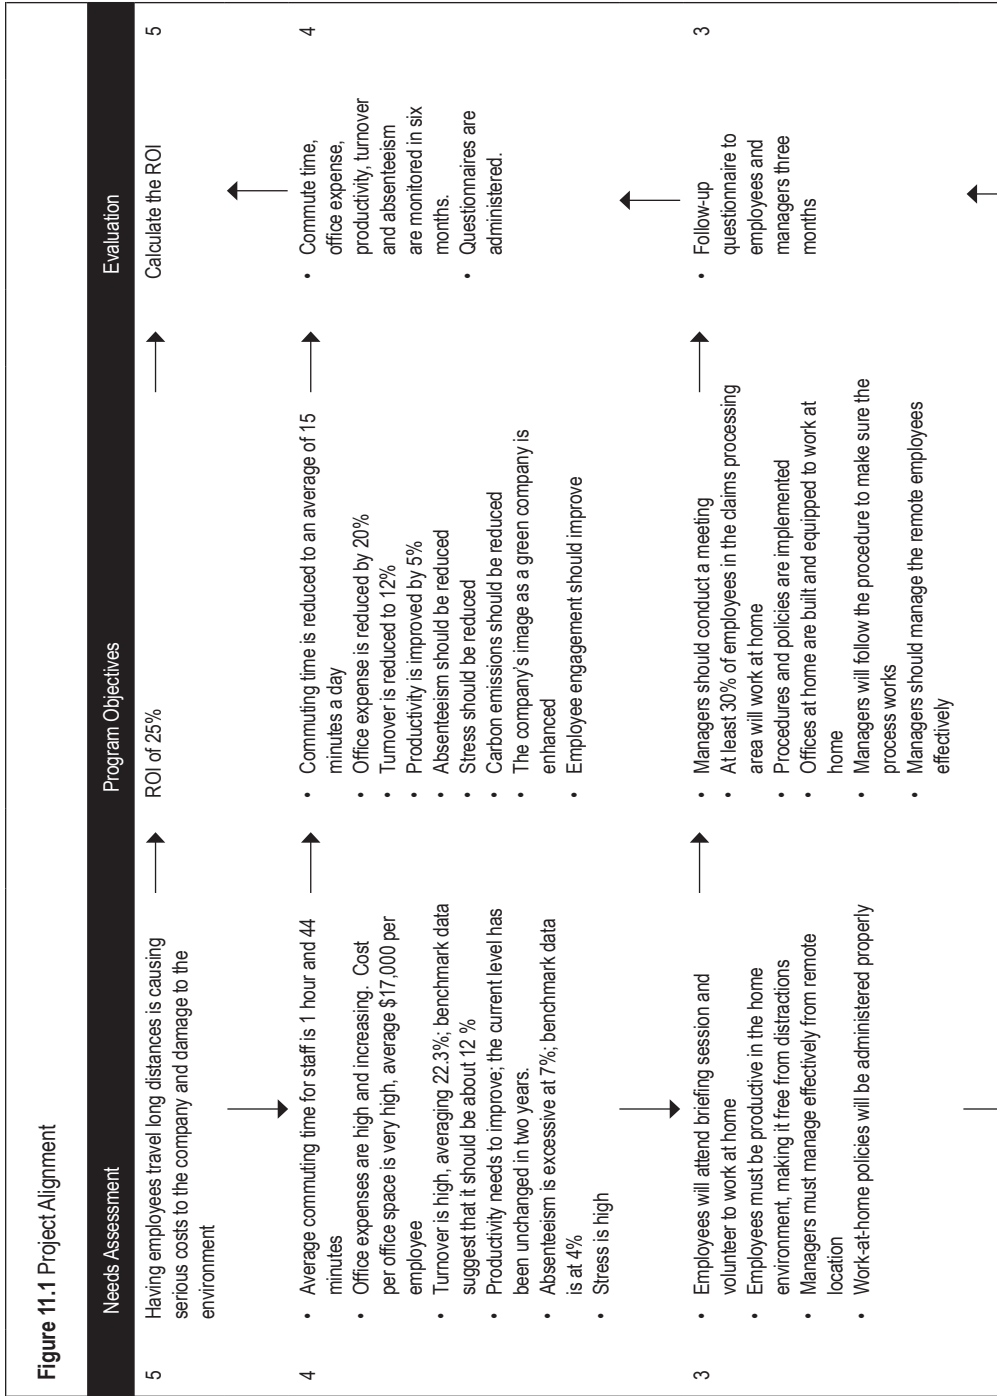 Figure 11.1 Project Alignment
Needs Assessment
Program Objectives
Evaluation
5
Having employees travel long distances is causing
serious costs to the company and damage to the
environment
ROI of 25%
Calculate the ROI
5
4
• Average commuting time for staff is 1 hour and 44
minutes
• Office expenses are high and increasing. Cost
per office space is very high, average $17,000 per
employee
• Turnover is high, averaging 22.3%; benchmark data
suggest that it should be about 12 %
• Productivity needs to improve; the current level has
been unchanged in two years.
• Absenteeism is excessive at 7%; benchmark data
is at 4%
• Stress is high
• Commuting time is reduced to an average of 15
minutes a day
• Office expense is reduced by 20%
• Turnover is reduced to 12%
• Productivity is improved by 5%
• Absenteeism should be reduced
• Stress should be reduced
• Carbon emissions should be reduced
• The company's image as a green company is
enhanced
• Employee engagement should improve
• Commute time,
office expense,
productivity, turnover
and absenteeism
are monitored in six
months.
• Questionnaires are
administered.
4
3
• Employees will attend briefing session and
volunteer to work at home
• Employees must be productive in the home
environment, making it free from distractions
• Managers must manage effectively from remote
location
• Work-at-home policies will be administered properly
• Managers should conduct a meeting
• At least 30% of employees in the claims processing
area will work at home
• Procedures and policies are implemented
• Offices at home are built and equipped to work at
home
• Managers will follow the procedure to make sure the
process works
• Managers should manage the remote employees
effectively
• Follow-up
questionnaire to
employees and
managers three
months
3